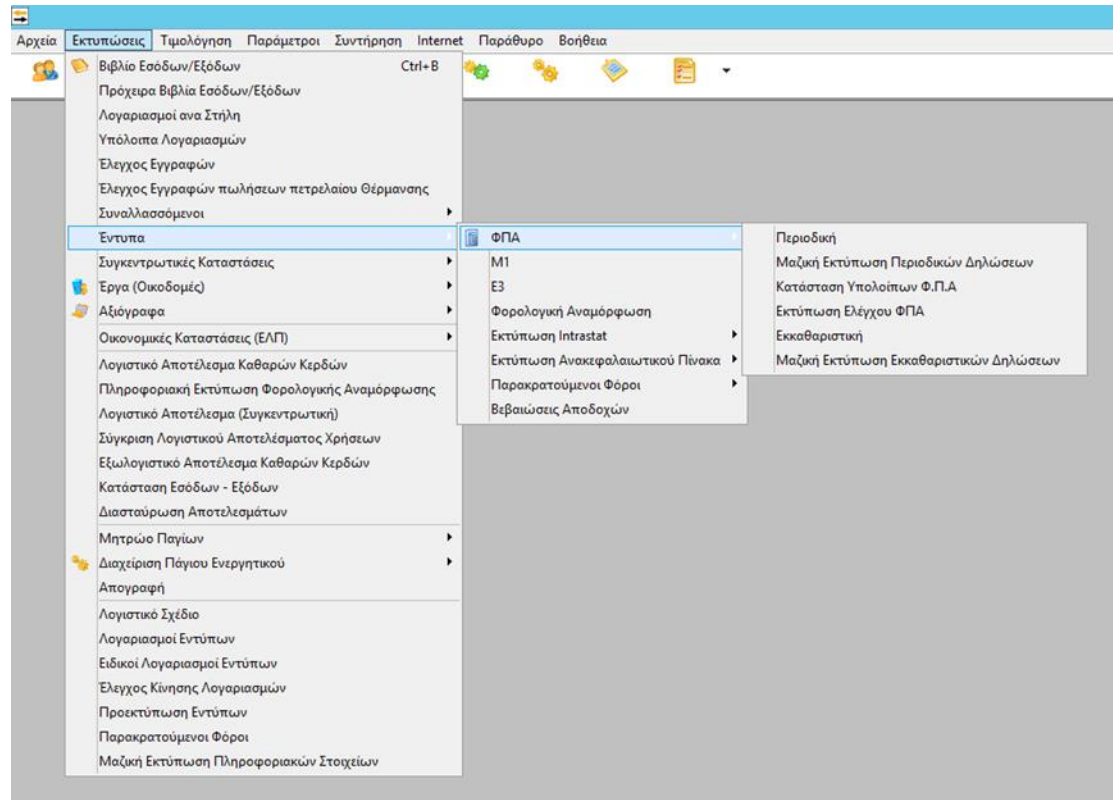 Αρχεία Εκτυπώσεις Τιμολόγηση Παράμετροι Συντήρηση Internet Παράθυρο Βοήθεια
Βιβλίο Εσόδων/Εξόδων Ctrl+B
Πρόχειρα Βιβλία Εσόδων/Εξόδων
Λογαριασμοί ανα Στήλη
Υπόλοιπα Λογαριασμών
Έλεγχος Εγγραφών
Έλεγχος Εγγραφών πωλήσεων πετρελαίου Θέρμανσης
Συναλλασσόμενοι
Έντυπα
Συγκεντρωτικές Καταστάσεις
Έργα (Οικοδομές)
Αξιόγραφα
Οικονομικές Καταστάσεις (ΕΛΠ)
Λογιστικό Αποτέλεσμα Καθαρών Κερδών
Πληροφοριακή Εκτύπωση Φορολογικής Αναμόρφωσης
Λογιστικό Αποτέλεσμα (Συγκεντρωτική)
Σύγκριση Λογιστικού Αποτελέσματος Χρήσεων
Εξωλογιστικό Αποτέλεσμα Καθαρών Κερδών
Κατάσταση Εσόδων - Εξόδων
Διασταύρωση Αποτελεσμάτων
Μητρώο Παγίων
Διαχείριση Πάγιου Ενεργητικού
Απογραφή
Λογιστικό Σχέδιο
Λογαριασμοί Εντύπων
Ειδικοί Λογαριασμοί Εντύπων
Έλεγχος Κίνησης Λογαριασμών
Προεκτύπωση Εντύπων
Παρακρατούμενοι Φόροι
Μαζική Εκτύπωση Πληροφοριακών Στοιχείων
ΦΠΑ
Μ1
Ε3
Φορολογική Αναμόρφωση
Εκτύπωση Intrastat
Εκτύπωση Ανακεφαλαιωτικού Πίνακα
Παρακρατούμενοι Φόροι
Βεβαιώσεις Αποδοχών
Περιοδική
Μαζική Εκτύπωση Περιοδικών Δηλώσεων
Κατάσταση Υπολοίπων Φ.Π.Α
Εκτύπωση Ελέγχου ΦΠΑ
Εκκαθαριστική
Μαζική Εκτύπωση Εκκαθαριστικών Δηλώσεων